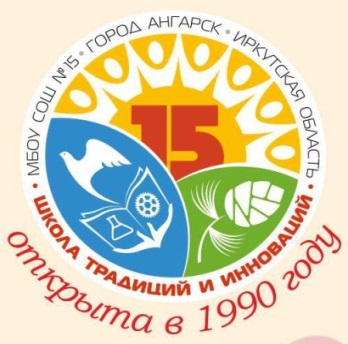 МБОУ СОШ №15 • ГОРОД АНГАРСК • ИРКУТСКАЯ ОБЛАСТЬ •
15
ШКОЛА ТРАДИЦИЙ И ИННОВАЦИЙ •
открыта в 1990 году